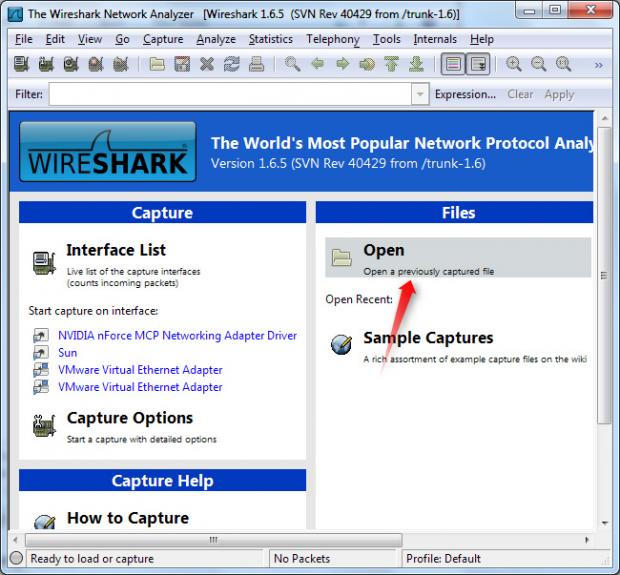 The Wireshark Network Analyzer [Wireshark 1.6.5 (SVN Rev 40429 from /trunk-1.6)]
File Edit View Go Capture Analyze Statistics Telephony Tools Internals Help
Filter: Expression... Clear Apply
WIRESHARK
The World's Most Popular Network Protocol Analy
Version 1.6.5 (SVN Rev 40429 from /trunk-1.6)
Capture
Interface List
Live list of the capture interfaces
(counts incoming packets)
Start capture on interface:
NVIDIA nForce MCP Networking Adapter Driver
Sun
VMware Virtual Ethernet Adapter
VMware Virtual Ethernet Adapter
Capture Options
Start a capture with detailed options
Capture Help
How to Capture
Files
Open
Open a previously captured file
Open Recent:
Sample Captures
A rich assortment of example capture files on the wiki
Ready to load or capture
No Packets
Profile: Default